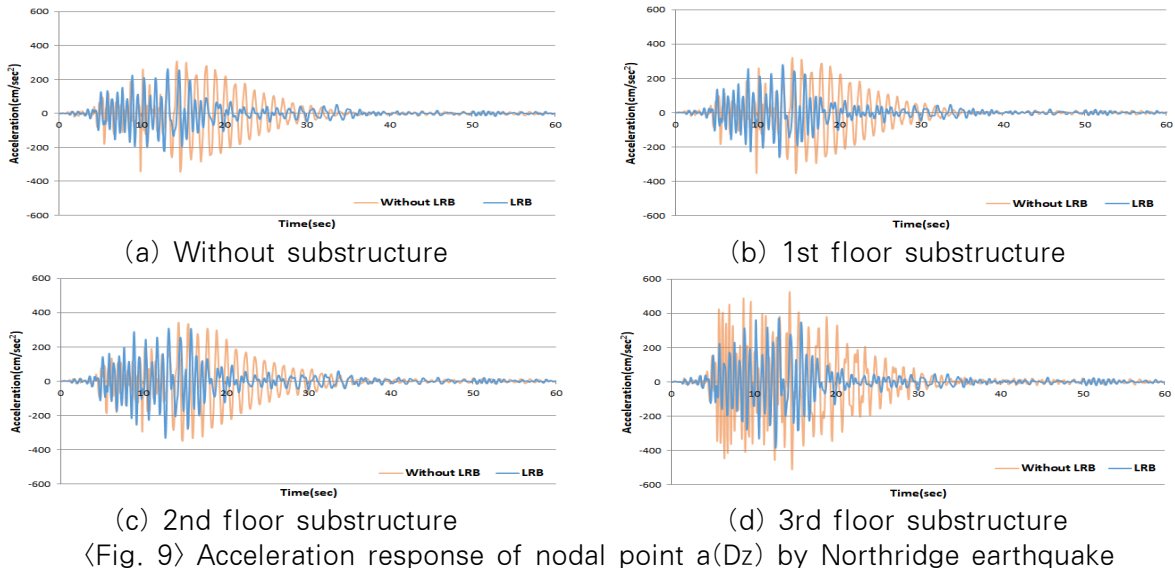 600
400
200
0
-200
-400
-600
0
10
20
30
40
50
60
Acceleration(cm/sec²)
Without LRB
LRB
Time(sec)
(a) Without substructure
600
400
200
0
-200
-400
-600
0
10
20
30
40
50
60
Acceleration(cm/sec²)
Without LRB
LRB
Time(sec)
(b) 1st floor substructure
600
400
200
0
-200
-400
-600
0
10
20
30
40
50
60
Acceleration(cm/sec²)
Without LRB
LRB
Time(sec)
(c) 2nd floor substructure
600
400
200
0
-200
-400
-600
0
10
20
30
40
50
60
Acceleration(cm/sec²)
Without LRB
LRB
Time(sec)
(d) 3rd floor substructure
〈Fig. 9〉 Acceleration response of nodal point a(Dz) by Northridge earthquake